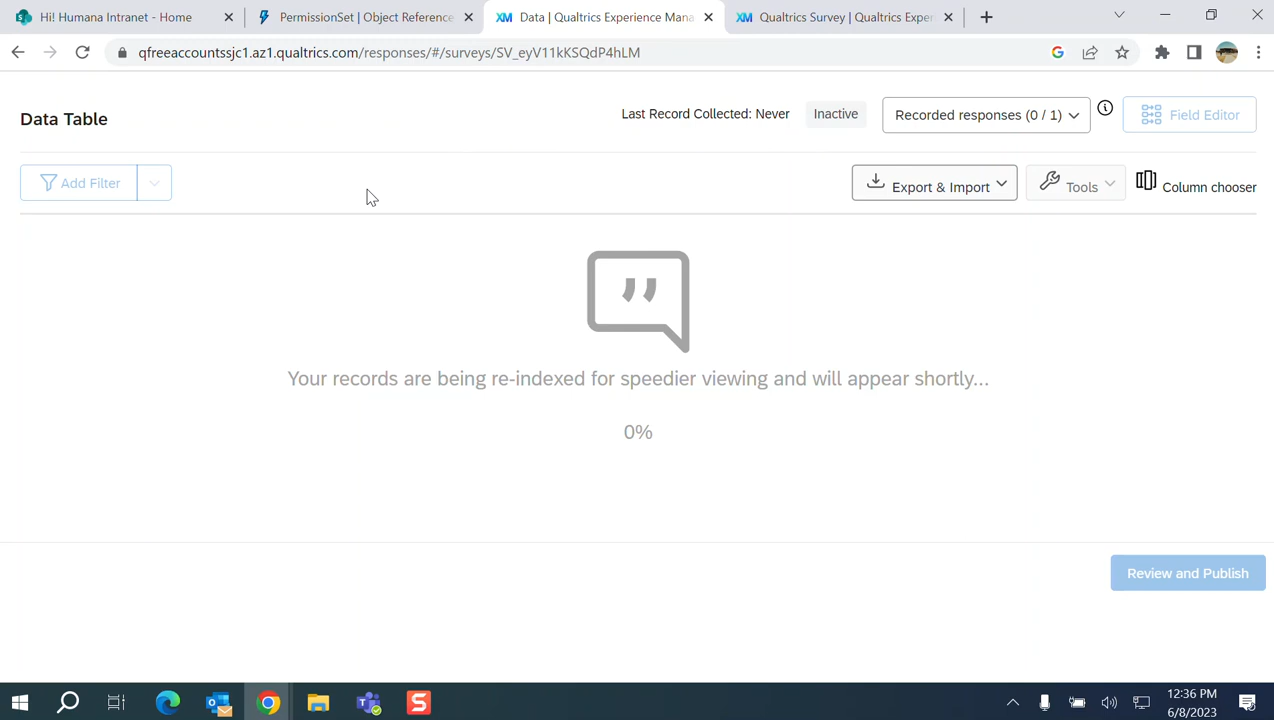 Hi! Humana Intranet - Home
PermissionSet | Object Reference
XM Data | Qualtrics Experience Mana
XM Qualtrics Survey | Qualtrics Exper
qfreeaccountssjc1.az1.qualtrics.com/responses/#/surveys/SV_eyV11kKSQdP4hLM
Data Table
Last Record Collected: Never
Inactive
Recorded responses (0 / 1)
Field Editor
Add Filter
Export & Import
Tools
Column chooser
Your records are being re-indexed for speedier viewing and will appear shortly...
0%
Review and Publish
12:36 PM
6/8/2023